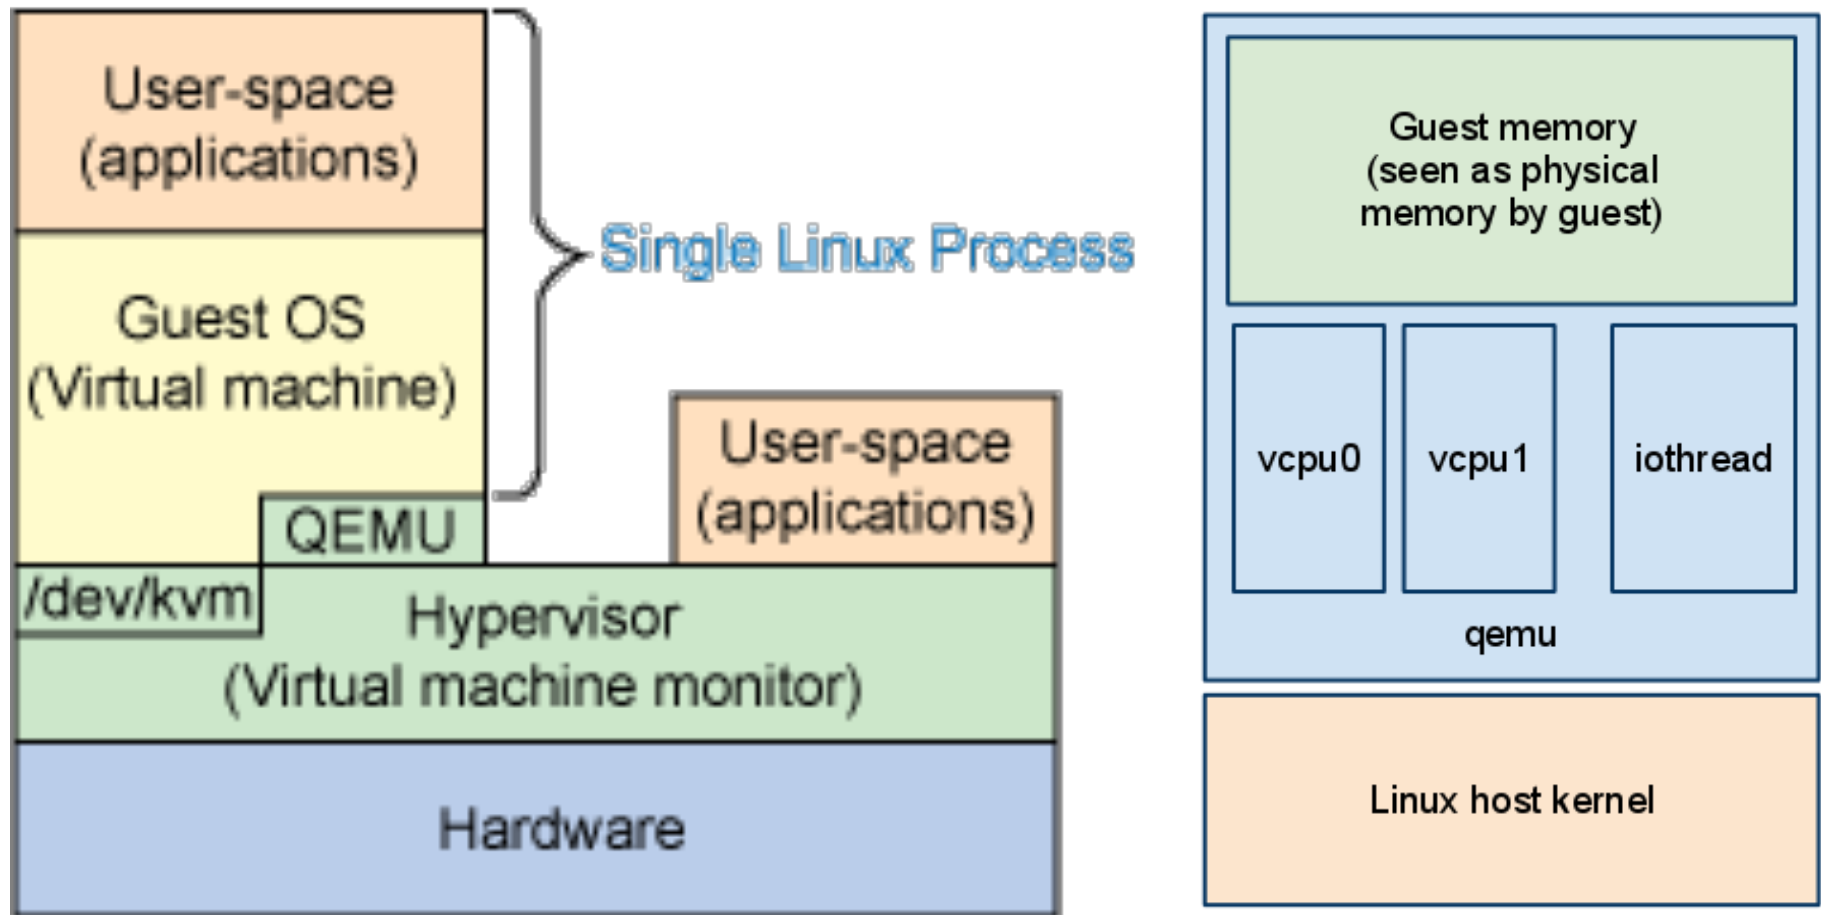 User-space
(applications)
Guest OS
(Virtual machine)
Single Linux Process
User-space
(applications)
QEMU
/dev/kvm
Hypervisor
(Virtual machine monitor)
Hardware
Guest memory
(seen as physical
memory by guest)
vcpu0
vcpu1
iothread
qemu
Linux host kernel